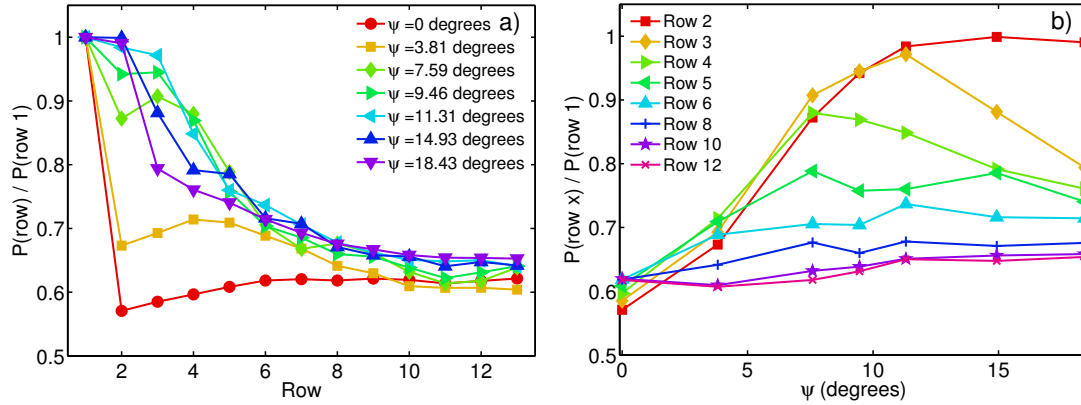 a)
ψ =0 degrees
ψ =3.81 degrees
ψ =7.59 degrees
ψ =9.46 degrees
ψ =11.31 degrees
ψ =14.93 degrees
ψ =18.43 degrees
P(row) / P(row 1)
1
0.9
0.8
0.7
0.6
0.5
2 4 6 8 10 12
Row
b)
Row 2
Row 3
Row 4
Row 5
Row 6
Row 8
Row 10
Row 12
P(row x) / P(row 1)
1
0.9
0.8
0.7
0.6
0.5
0 5 10 15
ψ (degrees)